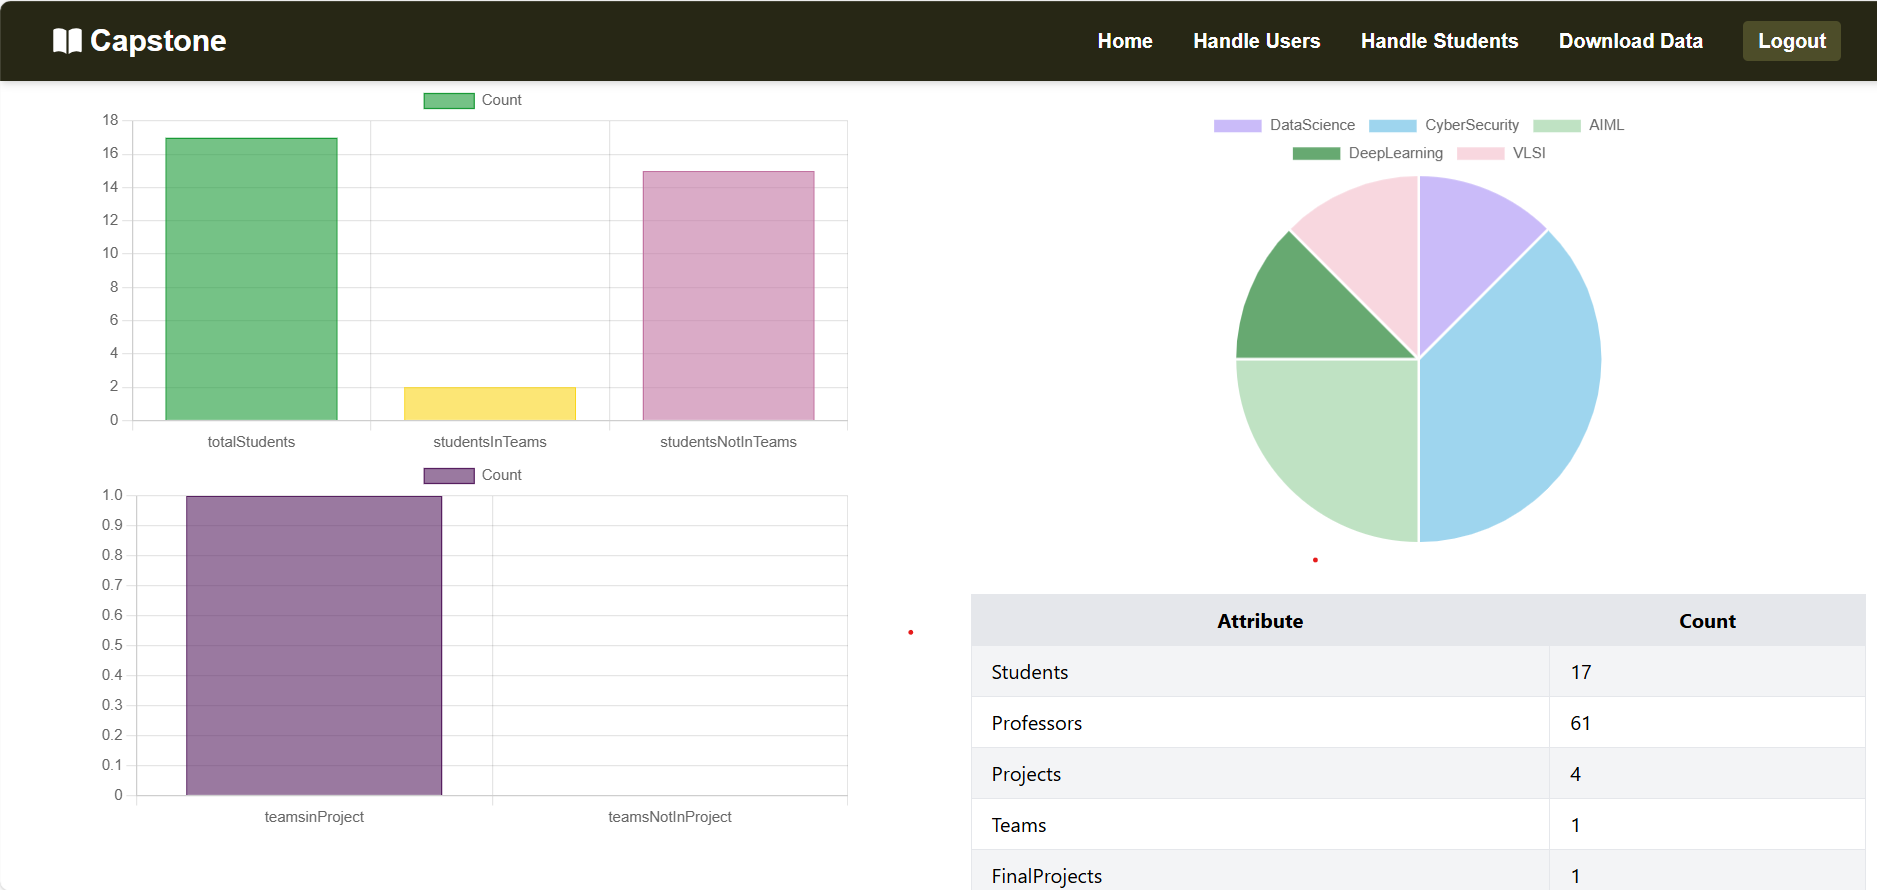 Capstone
Home Handle Users Handle Students Download Data Logout
Count
18
16
14
12
10
8
6
4
2
0
totalStudents studentsInTeams studentsNotInTeams
Count
1.0
0.9
0.8
0.7
0.6
0.5
0.4
0.3
0.2
0.1
0
teamsinProject teamsNotInProject
DataScience CyberSecurity AIML
DeepLearning VLSI
Attribute Count
Students 17
Professors 61
Projects 4
Teams 1
FinalProjects 1